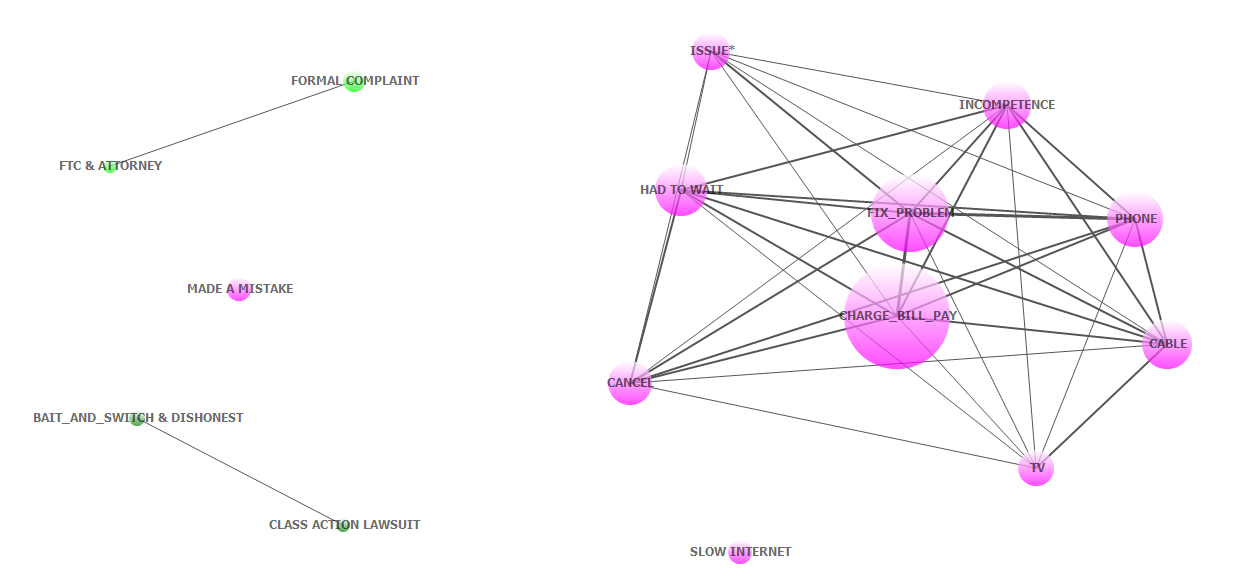 ISSUE*
FORMAL COMPLAINT
INCOMPETENCE
FTC & ATTORNEY
HAD TO WAIT
FIX_PROBLEM
PHONE
MADE A MISTAKE
CHARGE_BILL_PAY
CABLE
CANCEL
BAIT_AND_SWITCH & DISHONEST
TV
CLASS ACTION LAWSUIT
SLOW INTERNET